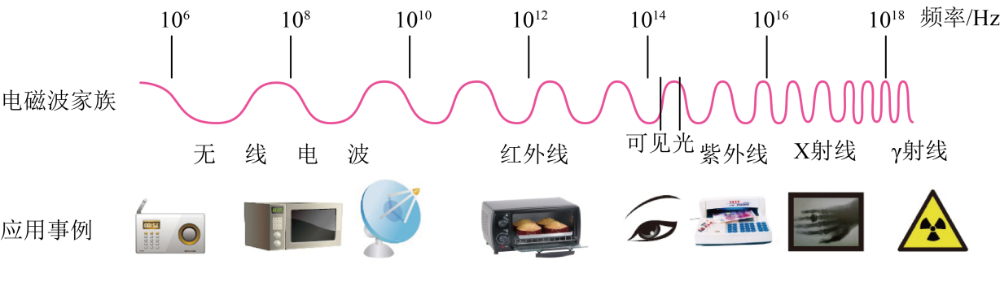 10⁶ 10⁸ 10¹⁰ 10¹² 10¹⁴ 10¹⁶ 10¹⁸ 频率/Hz
电磁波家族
无线电波 红外线 可见光 紫外线 X射线 γ射线
应用事例